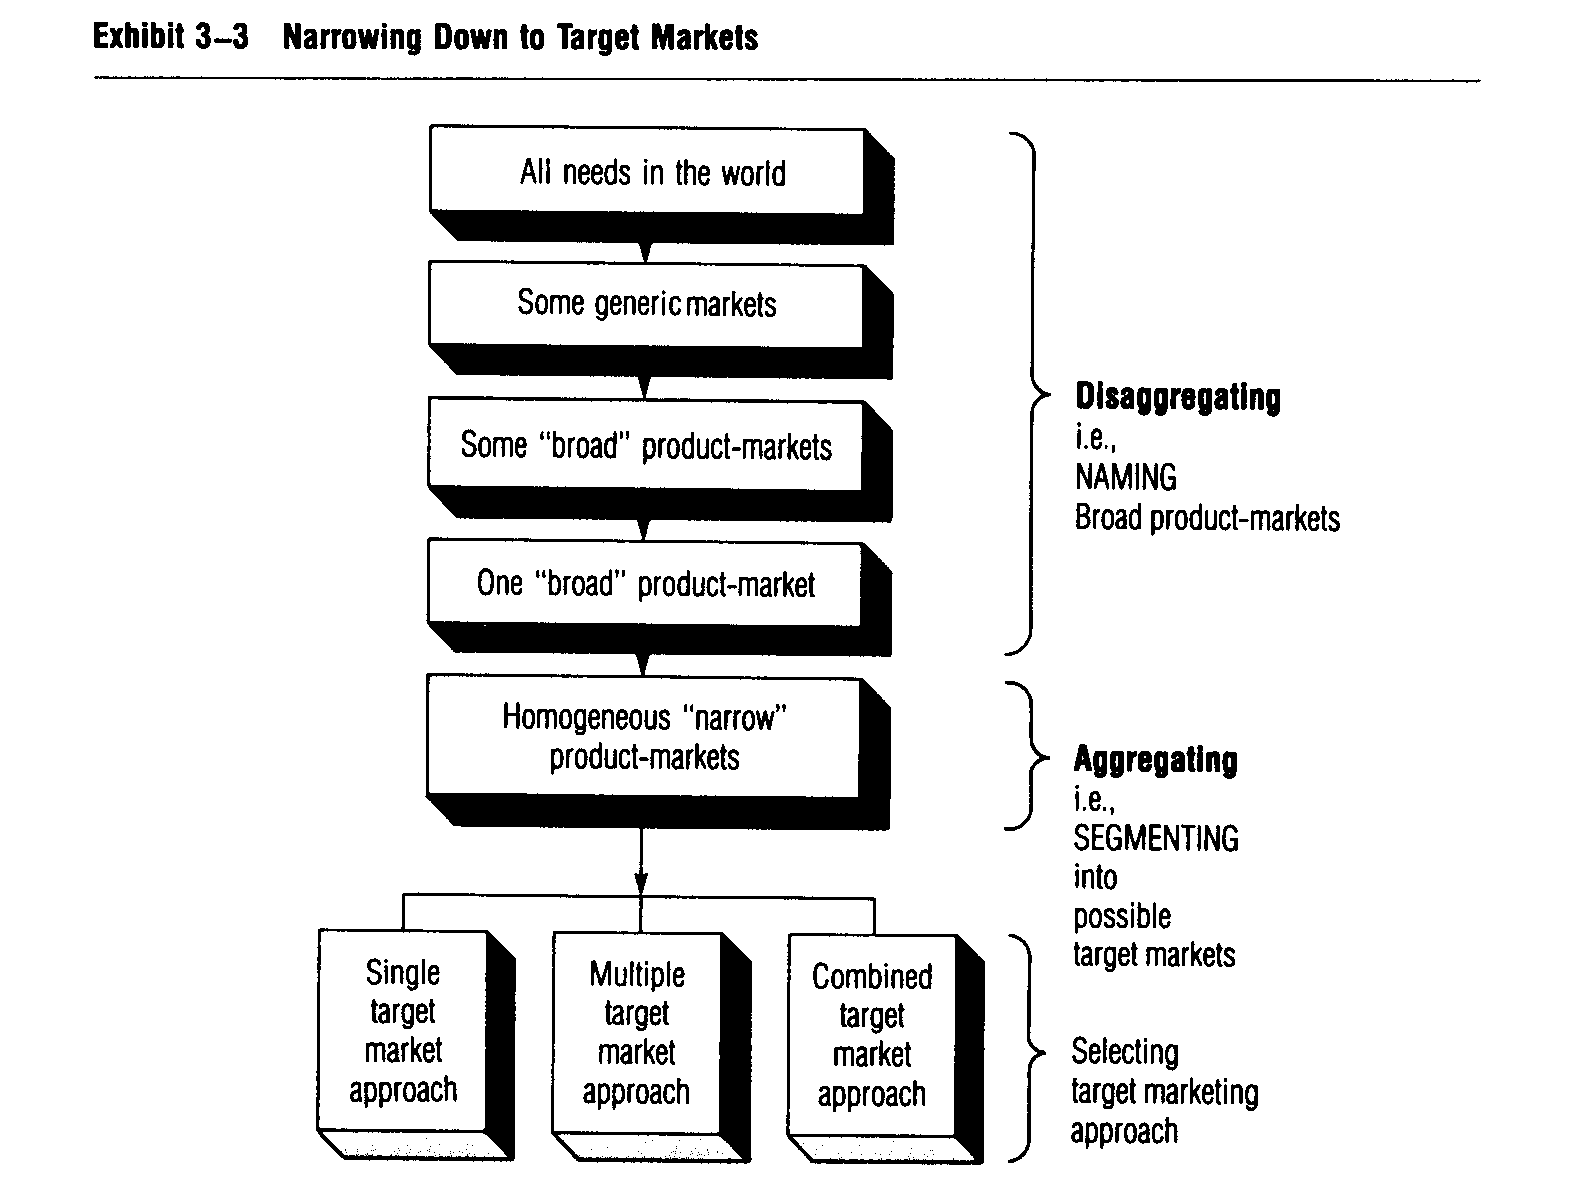 Exhibit 3–3 Narrowing Down to Target Markets
All needs in the world
Some generic markets
Some “broad” product-markets
One “broad” product-market
Disaggregating
i.e.,
NAMING
Broad product-markets
Homogeneous “narrow”
product-markets
Aggregating
i.e.,
SEGMENTING
into
possible
target markets
Single
target
market
approach
Multiple
target
market
approach
Combined
target
market
approach
Selecting
target marketing
approach